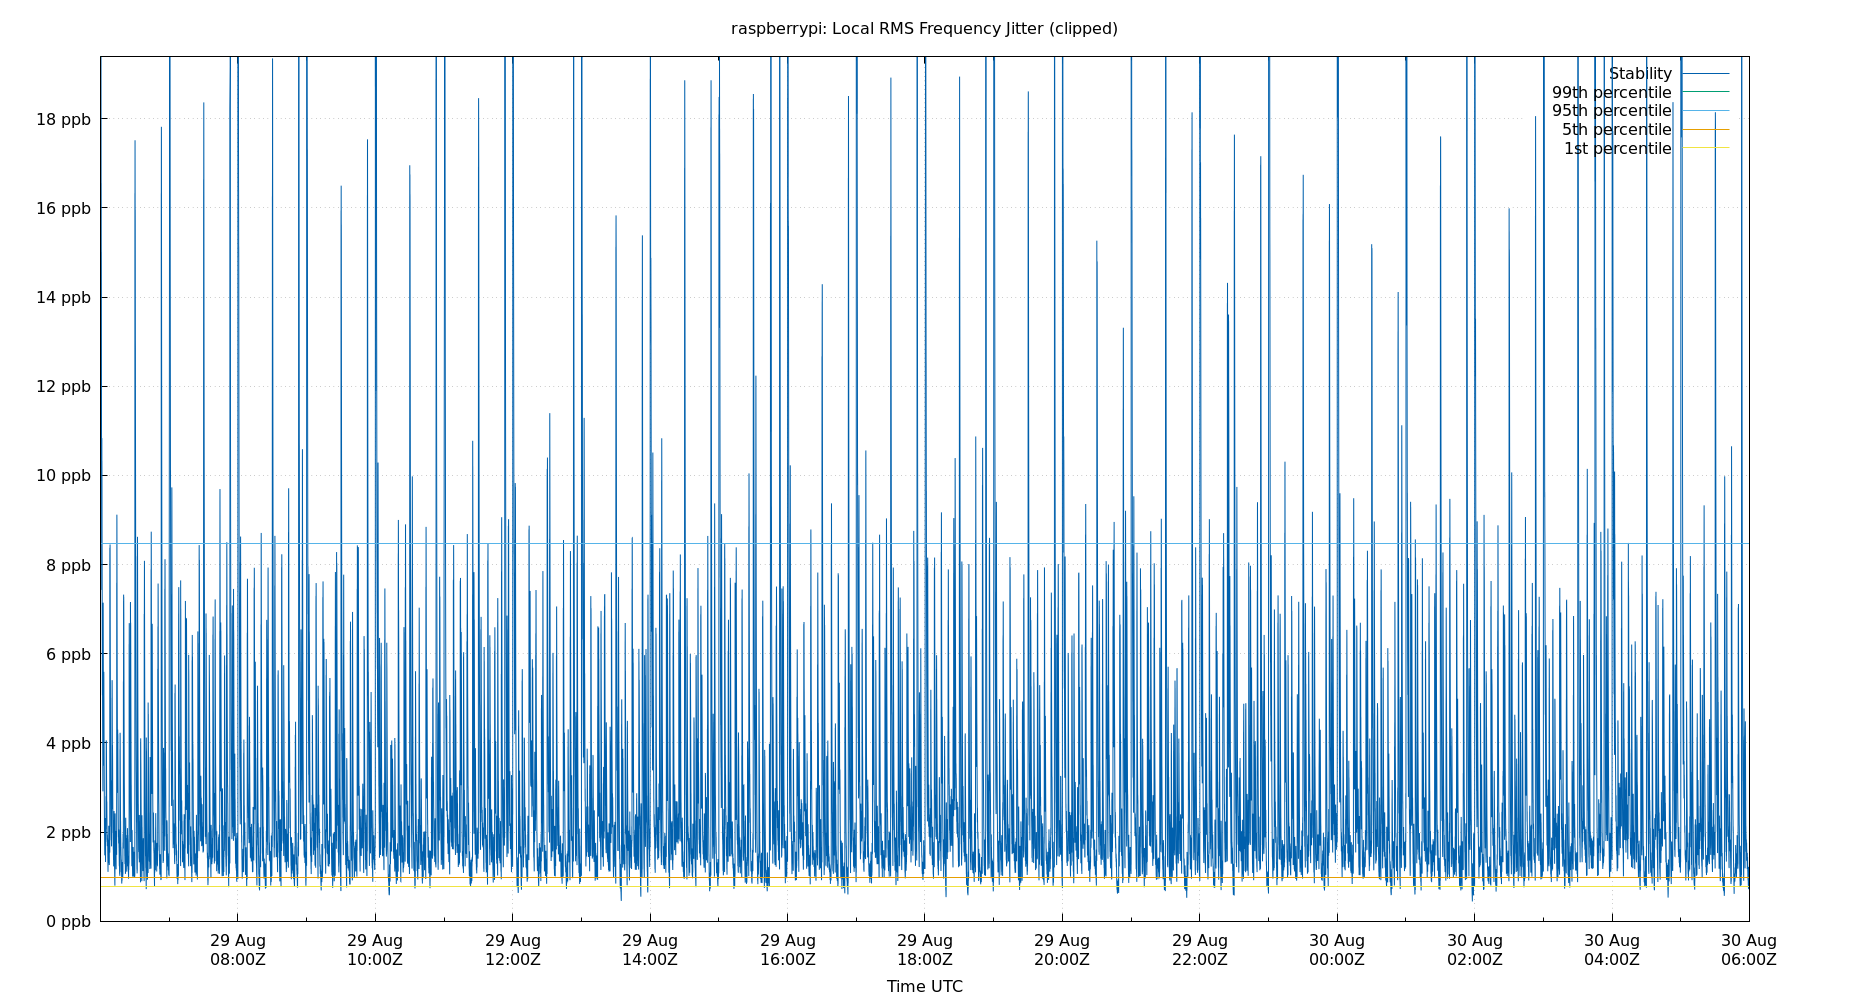 raspberrypi: Local RMS Frequency Jitter (clipped)
Stability
99th percentile
95th percentile
5th percentile
1st percentile
18 ppb
16 ppb
14 ppb
12 ppb
10 ppb
8 ppb
6 ppb
4 ppb
2 ppb
0 ppb
29 Aug 29 Aug 29 Aug 29 Aug 29 Aug 29 Aug 29 Aug 29 Aug 30 Aug 30 Aug 30 Aug 30 Aug
08:00Z 10:00Z 12:00Z 14:00Z 16:00Z 18:00Z 20:00Z 22:00Z 00:00Z 02:00Z 04:00Z 06:00Z
Time UTC